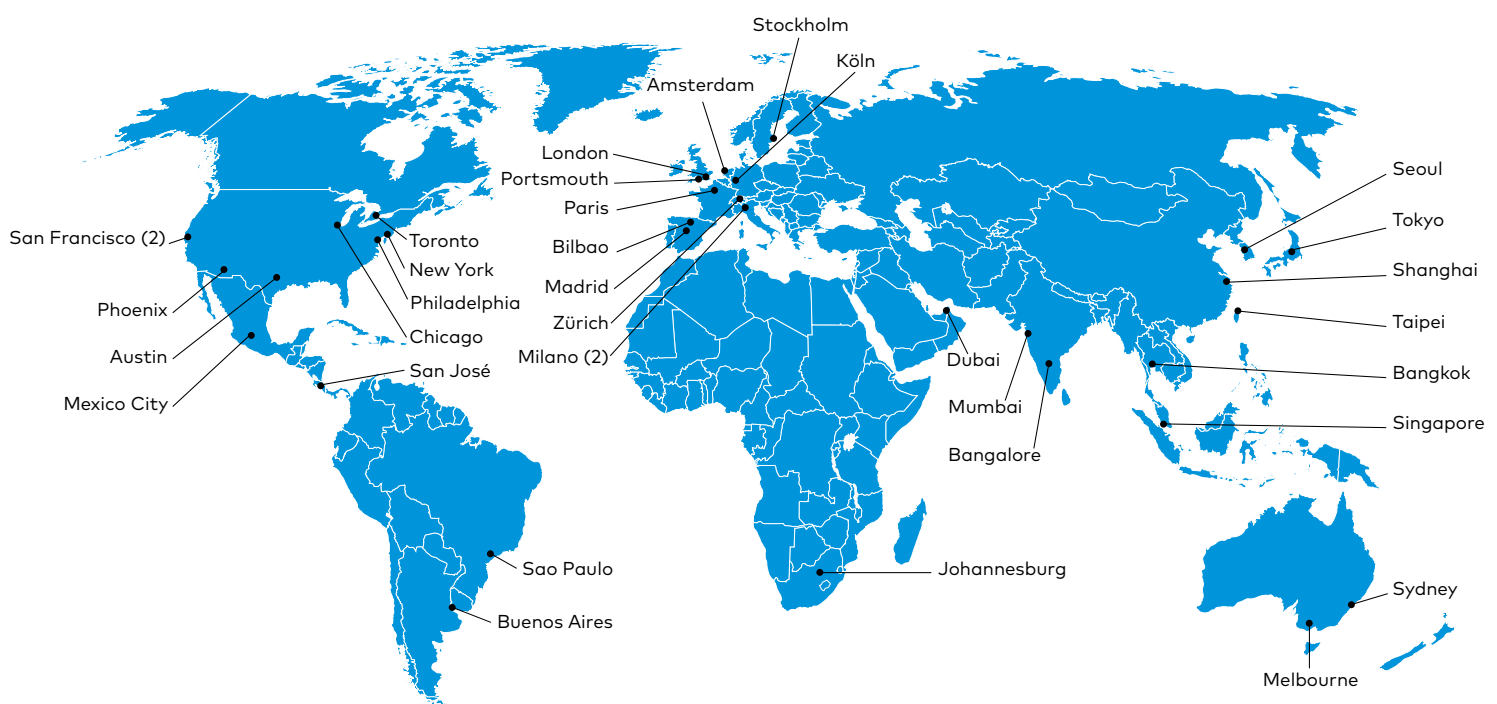 Stockholm
Köln
Amsterdam
London
Portsmouth
Paris
Bilbao
Madrid
Zürich
Milano (2)
San Francisco (2)
Phoenix
Austin
Mexico City
Toronto
New York
Philadelphia
Chicago
San José
Sao Paulo
Buenos Aires
Dubai
Mumbai
Bangalore
Johannesburg
Seoul
Tokyo
Shanghai
Taipei
Bangkok
Singapore
Sydney
Melbourne